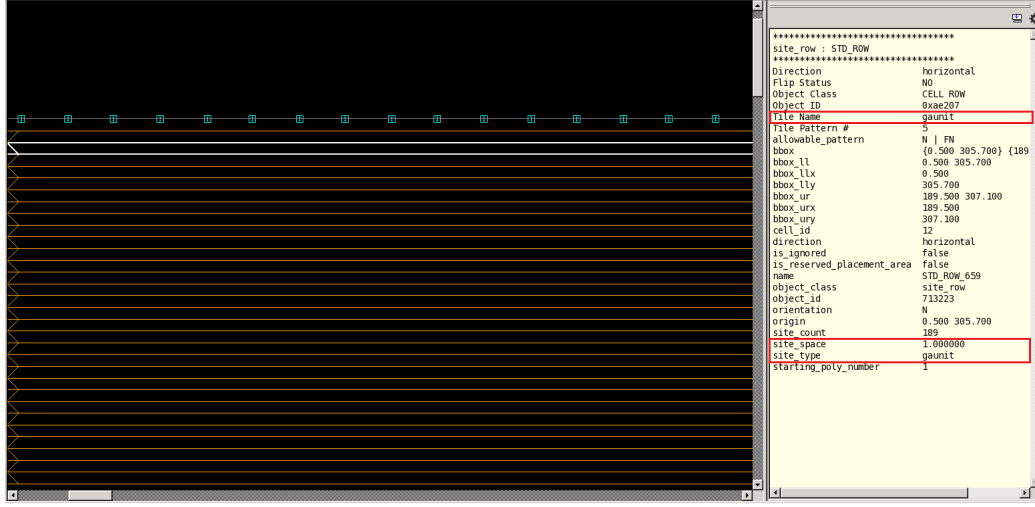 **********************************
site_row : STD_ROW
**********************************
Direction horizontal
Flip Status NO
Object Class CELL ROW
Object ID 0xae207
Tile Name gaunit
Tile Pattern # 5
allowable_pattern N | FN
bbox {0.500 305.700} {189
bbox_ll 0.500 305.700
bbox_llx 0.500
bbox_lly 305.700
bbox_ur 189.500 307.100
bbox_urx 189.500
bbox_ury 307.100
cell_id 12
direction horizontal
is_ignored false
is_reserved_placement_area false
name STD_ROW_659
object_class site_row
object_id 713223
orientation N
origin 0.500 305.700
site_count 189
site_space 1.000000
site_type gaunit
starting_poly_number 1